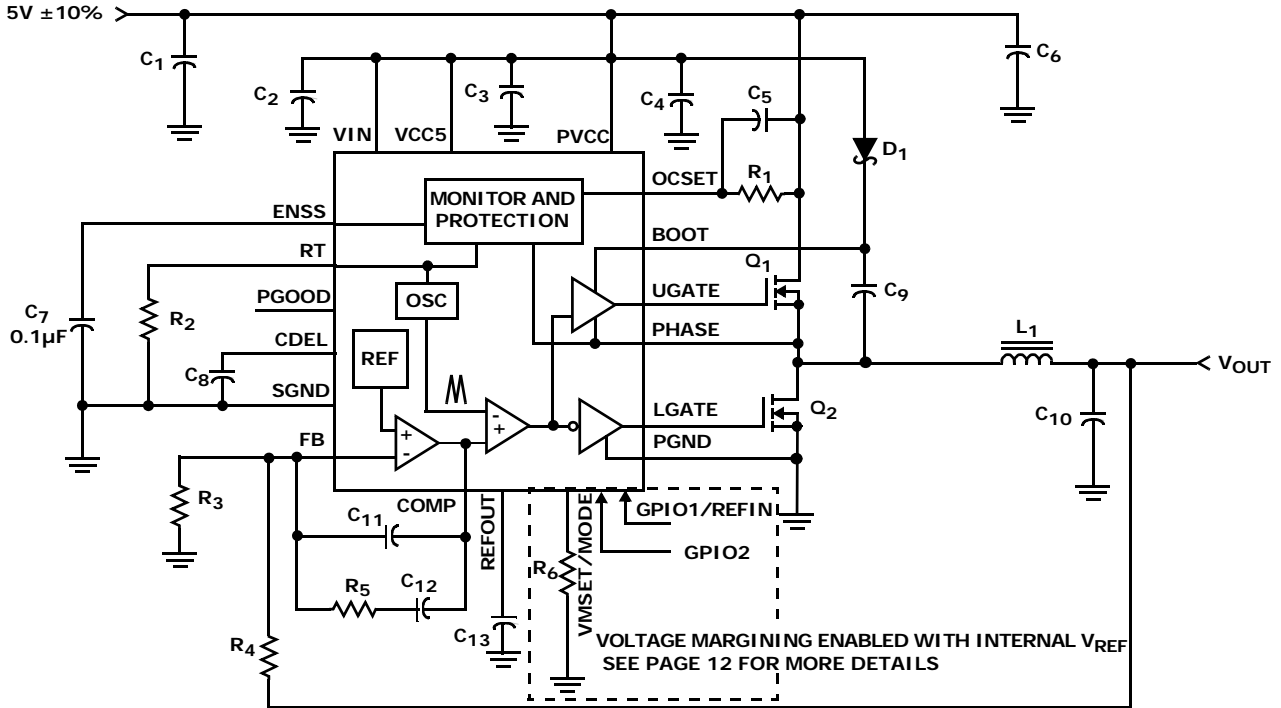 5V ±10%
C1
C2
C3
C4
C5
C6
VIN
VCC5
PVCC
D1
OCSET
R1
MONITOR AND
PROTECTION
ENSS
BOOT
RT
Q1
OSC
UGATE
C9
PGOOD
C7
0.1µF
R2
PHASE
L1
CDEL
REF
VOUT
C8
SGND
LGATE
Q2
C10
+
-
-
+
FB
PGND
R3
COMP
REFOUT
VMSET/MODE
GPIO1/REFIN
C11
GPIO2
R6
R5
C12
C13
R4
VOLTAGE MARGINING ENABLED WITH INTERNAL VREF
SEE PAGE 12 FOR MORE DETAILS